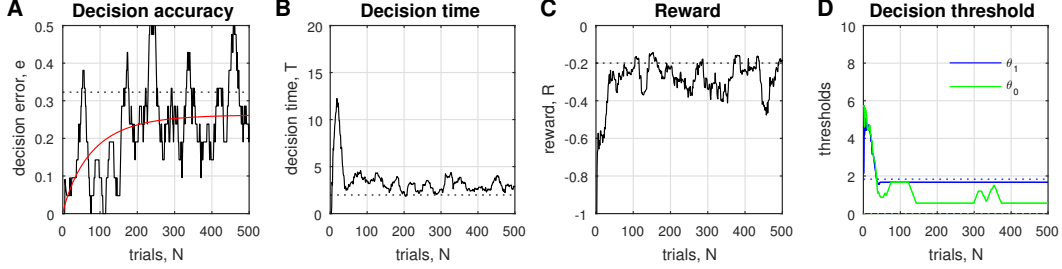 A Decision accuracy
decision error, e
0.5
0.4
0.3
0.2
0.1
0
0 100 200 300 400 500
trials, N
B Decision time
decision time, T
20
15
10
5
0
0 100 200 300 400 500
trials, N
C Reward
reward, R
0
-0.2
-0.4
-0.6
-0.8
-1
0 100 200 300 400 500
trials, N
D Decision threshold
thresholds
10
8
6
4
2
0
0 100 200 300 400 500
trials, N
θ1
θ0